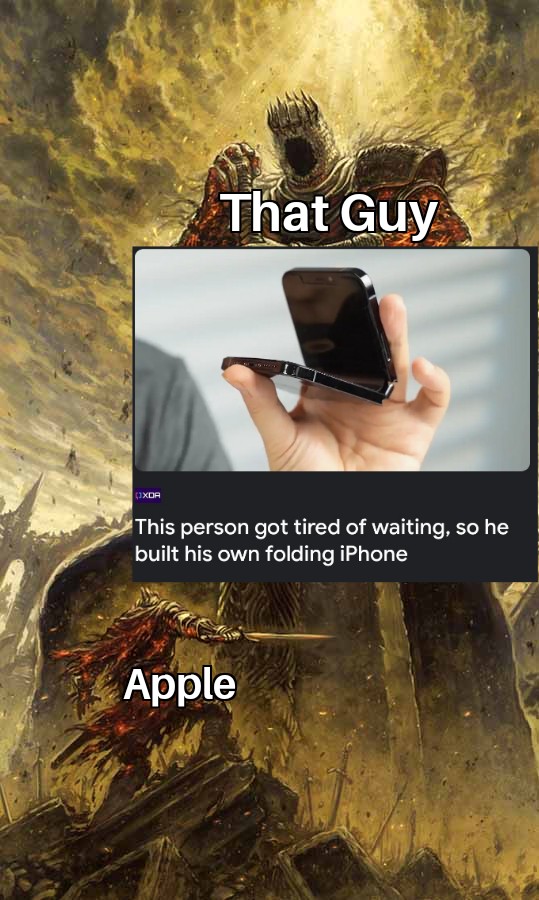 That Guy
XDA
This person got tired of waiting, so he
built his own folding iPhone
Apple